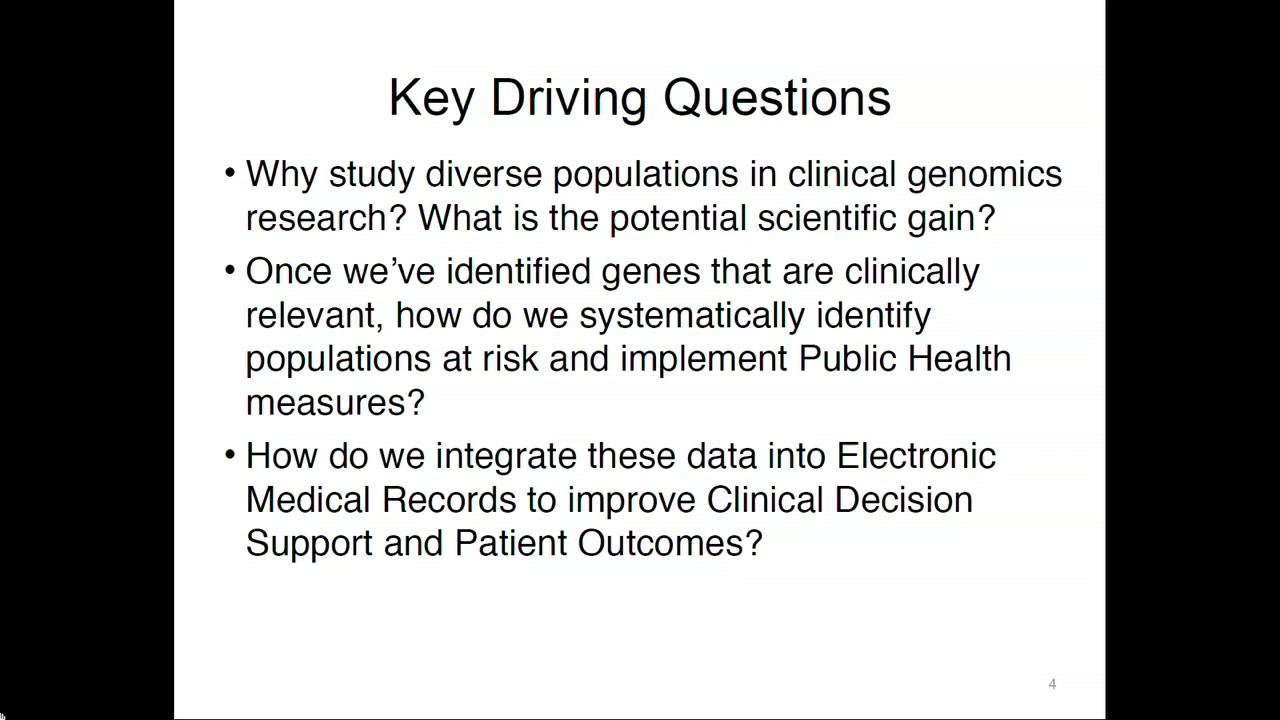 Key Driving Questions
• Why study diverse populations in clinical genomics
research? What is the potential scientific gain?
• Once we’ve identified genes that are clinically
relevant, how do we systematically identify
populations at risk and implement Public Health
measures?
• How do we integrate these data into Electronic
Medical Records to improve Clinical Decision
Support and Patient Outcomes?
4